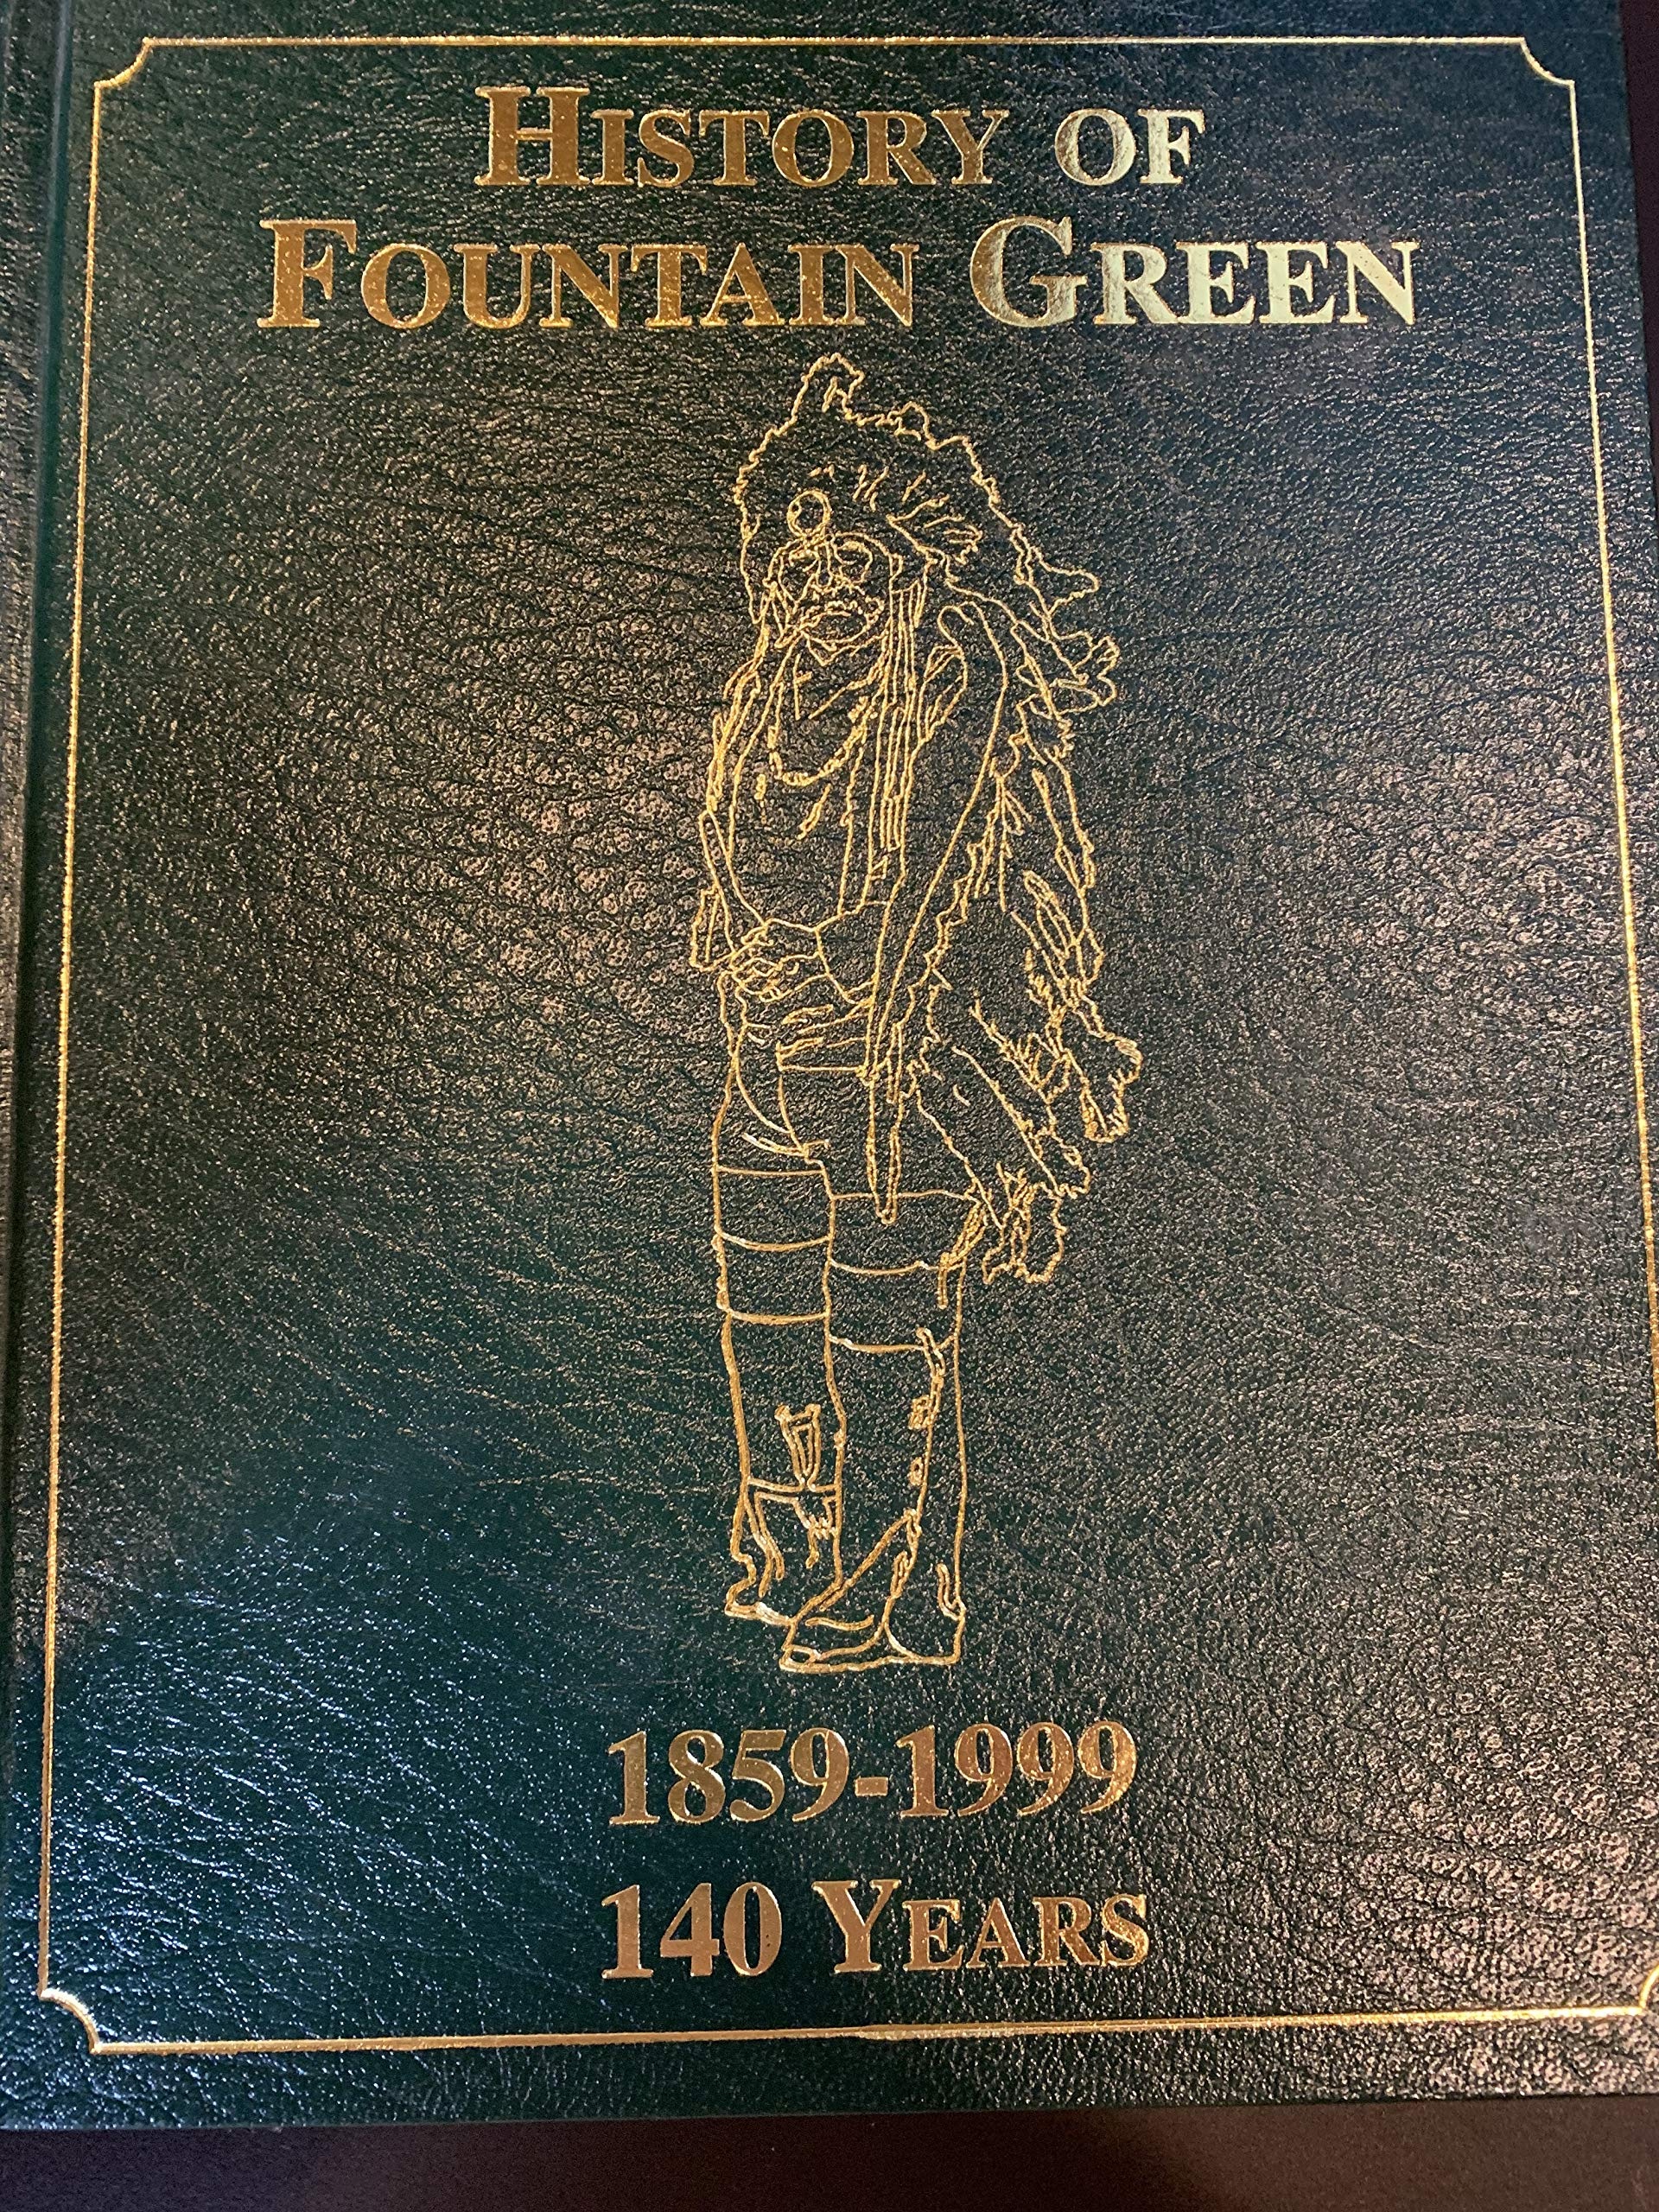 HISTORY OF
FOUNTAIN GREEN
1859-1999
140 YEARS